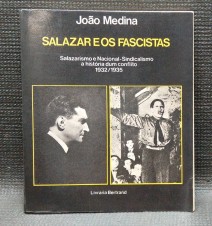 João Medina
SALAZAR E OS FASCISTAS
Salazarismo e Nacional-Sindicalismo
a história dum conflito
1932/1935
Livraria Bertrand